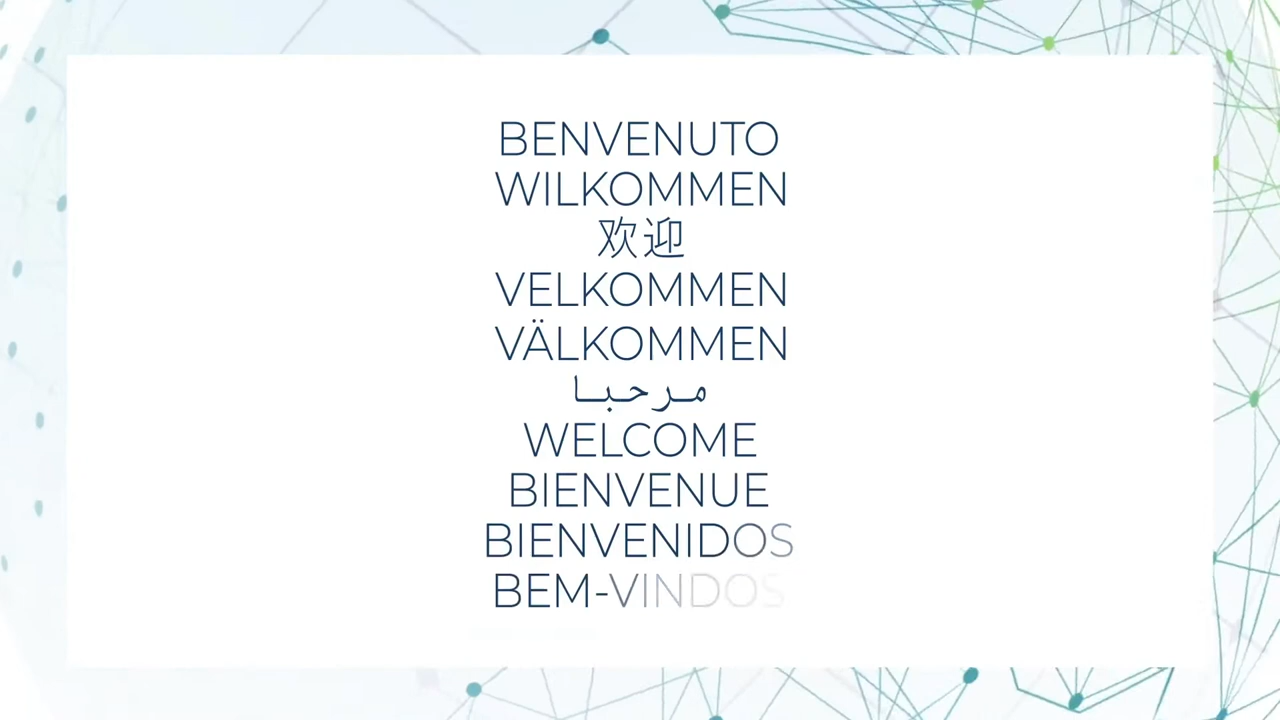 BENVENUTO
WILKOMMEN
欢迎
VELKOMMEN
VÄLKOMMEN
مرحبا
WELCOME
BIENVENUE
BIENVENIDOS
BEM-VINDOS